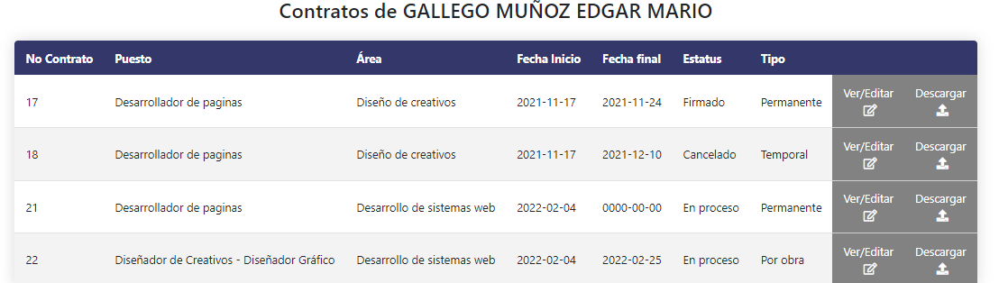 Contratos de GALLEGO MUÑOZ EDGAR MARIO
No Contrato Puesto Área Fecha Inicio Fecha final Estatus Tipo
17 Desarrollador de paginas Diseño de creativos 2021-11-17 2021-11-24 Firmado Permanente Ver/Editar Descargar
18 Desarrollador de paginas Diseño de creativos 2021-11-17 2021-12-10 Cancelado Temporal Ver/Editar Descargar
21 Desarrollador de paginas Desarrollo de sistemas web 2022-02-04 0000-00-00 En proceso Permanente Ver/Editar Descargar
22 Diseñador de Creativos - Diseñador Gráfico Desarrollo de sistemas web 2022-02-04 2022-02-25 En proceso Por obra Ver/Editar Descargar